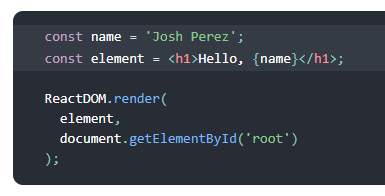 const name = 'Josh Perez';
const element = <h1>Hello, {name}</h1>;

ReactDOM.render(
  element,
  document.getElementById('root')
);